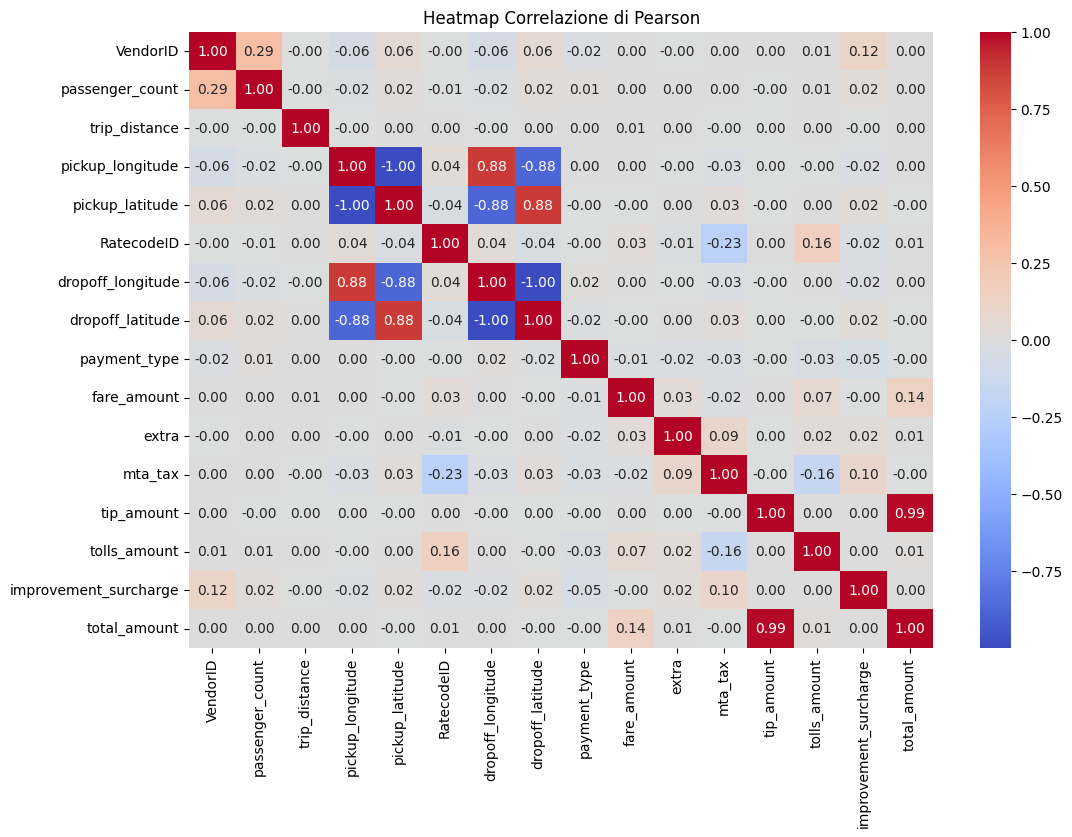 Heatmap Correlazione di Pearson
VendorID 1.00 0.29 -0.00 -0.06 0.06 -0.00 -0.06 0.06 -0.02 0.00 -0.00 0.00 0.00 0.01 0.12 0.00
passenger_count 0.29 1.00 -0.00 -0.02 0.02 -0.01 -0.02 0.02 0.01 0.00 0.00 0.00 -0.00 0.01 0.02 0.00
trip_distance -0.00 -0.00 1.00 -0.00 0.00 0.00 -0.00 0.00 0.00 0.01 0.00 -0.00 0.00 0.00 -0.00 0.00
pickup_longitude -0.06 -0.02 -0.00 1.00 -1.00 0.04 0.88 -0.88 0.00 0.00 -0.00 -0.03 0.00 -0.00 -0.02 0.00
pickup_latitude 0.06 0.02 0.00 -1.00 1.00 -0.04 -0.88 0.88 -0.00 -0.00 0.00 0.03 -0.00 0.00 0.02 -0.00
RatecodeID -0.00 -0.01 0.00 0.04 -0.04 1.00 0.04 -0.04 -0.00 0.03 -0.01 -0.23 0.00 0.16 -0.02 0.01
dropoff_longitude -0.06 -0.02 -0.00 0.88 -0.88 0.04 1.00 -1.00 0.02 0.00 -0.00 -0.03 -0.00 0.00 -0.02 0.00
dropoff_latitude 0.06 0.02 0.00 -0.88 0.88 -0.04 -1.00 1.00 -0.02 -0.00 0.00 0.03 0.00 -0.00 0.02 -0.00
payment_type -0.02 0.01 0.00 0.00 -0.00 -0.00 0.02 -0.02 1.00 -0.01 -0.02 -0.03 -0.00 -0.03 -0.05 -0.00
fare_amount 0.00 0.00 0.01 0.00 -0.00 0.03 0.00 -0.00 -0.01 1.00 0.03 -0.02 0.00 0.07 -0.00 0.14
extra -0.00 0.00 0.00 -0.00 0.00 -0.01 -0.00 0.00 -0.02 0.03 1.00 0.09 0.00 0.02 0.02 0.01
mta_tax 0.00 0.00 -0.00 -0.03 0.03 -0.23 -0.03 0.03 -0.03 -0.02 0.09 1.00 -0.00 -0.16 0.10 -0.00
tip_amount 0.00 -0.00 0.00 0.00 -0.00 0.00 -0.00 0.00 -0.00 0.00 0.00 -0.00 1.00 0.00 0.00 0.99
tolls_amount 0.01 0.01 0.00 -0.00 0.00 0.16 0.00 -0.00 -0.03 0.07 0.02 -0.16 0.00 1.00 0.00 0.01
improvement_surcharge 0.12 0.02 -0.00 -0.02 0.02 -0.02 -0.02 0.02 -0.05 -0.00 0.02 0.10 0.00 0.00 1.00 0.00
total_amount 0.00 0.00 0.00 0.00 -0.00 0.01 0.00 -0.00 -0.00 0.14 0.01 -0.00 0.99 0.01 0.00 1.00
VendorID
passenger_count
trip_distance
pickup_longitude
pickup_latitude
RatecodeID
dropoff_longitude
dropoff_latitude
payment_type
fare_amount
extra
mta_tax
tip_amount
tolls_amount
improvement_surcharge
total_amount
1.00
0.75
0.50
0.25
0.00
−0.25
−0.50
−0.75